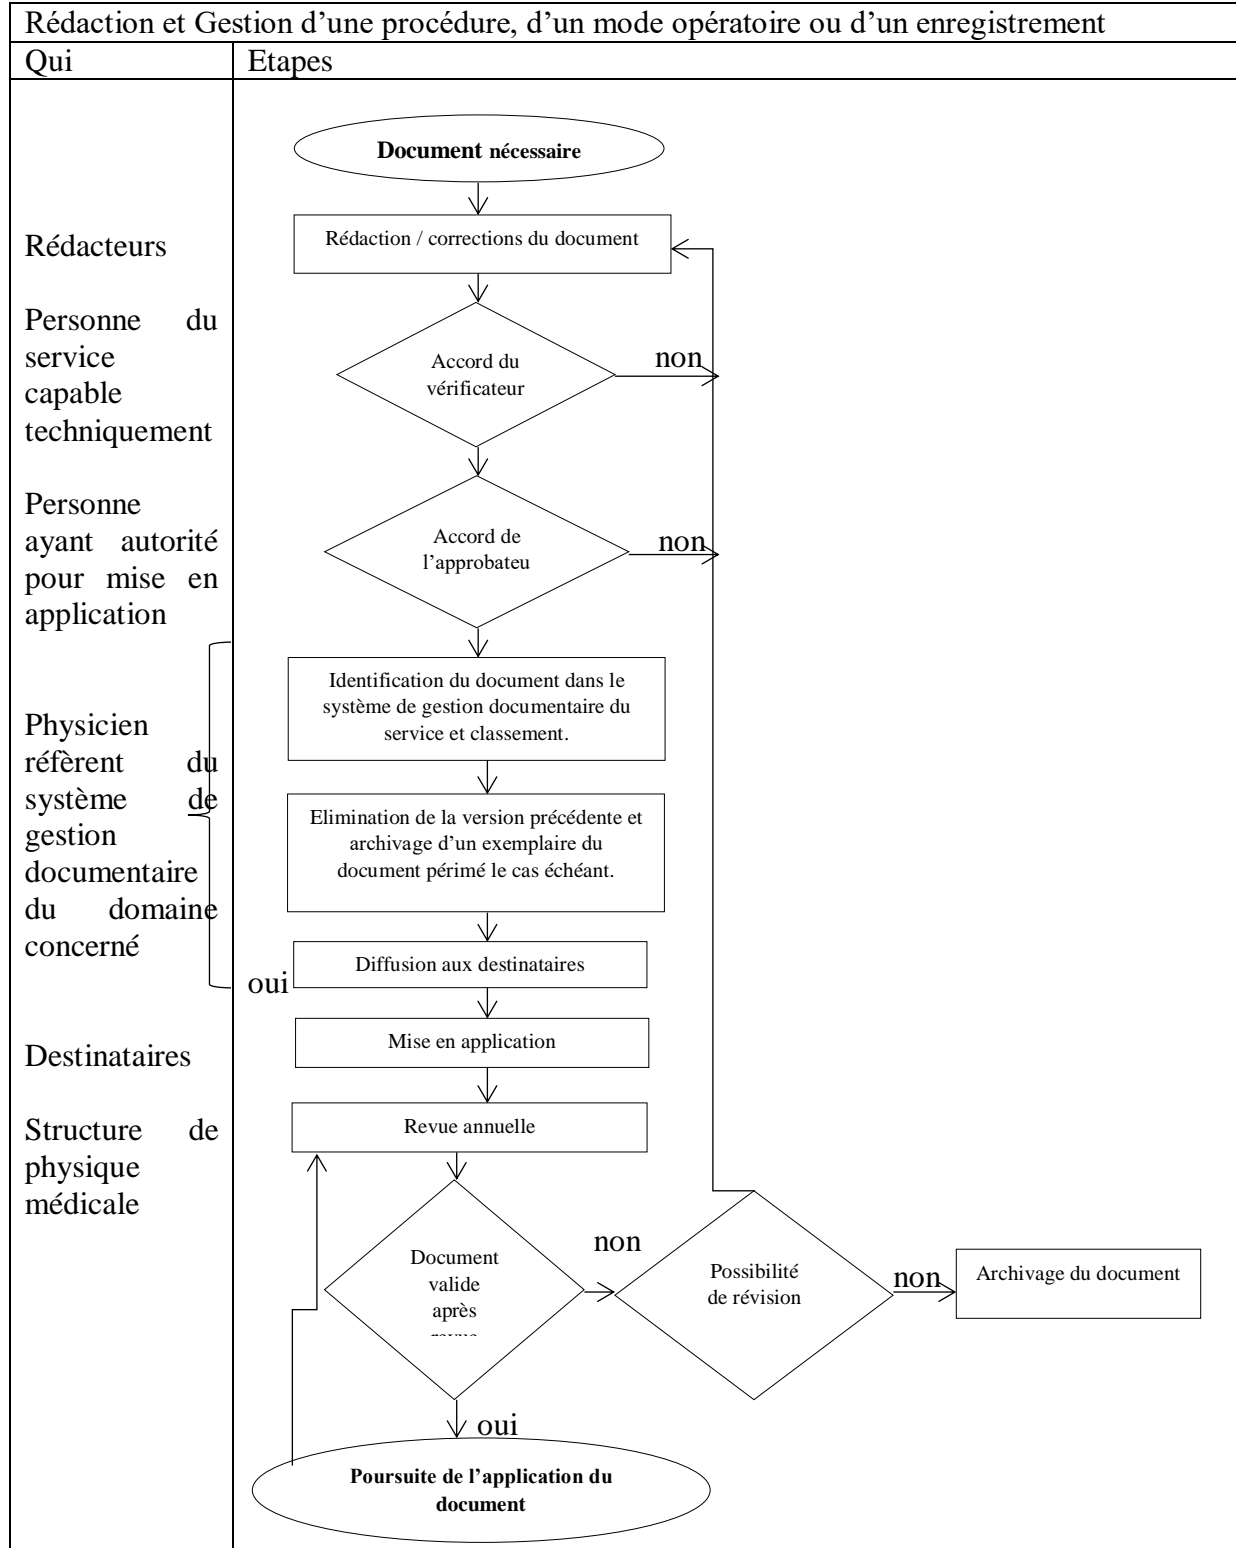 Rédaction et Gestion d’une procédure, d’un mode opératoire ou d’un enregistrement
Qui
Etapes
Document nécessaire
Rédacteurs
Rédaction / corrections du document
Personne du
service
capable
techniquement
Accord du
vérificateur
non
Personne
ayant autorité
pour mise en
application
Accord de
l’approbateu
non
Physicien
réfèrent du
système de
gestion
documentaire
du domaine
concerné
Identification du document dans le
système de gestion documentaire du
service et classement.
Elimination de la version précédente et
archivage d’un exemplaire du
document périmé le cas échéant.
Diffusion aux destinataires
oui
Destinataires
Mise en application
Structure de
physique
médicale
Revue annuelle
Document
valide
après
non
Possibilité
de révision
non
Archivage du document
oui
Poursuite de l’application du
document